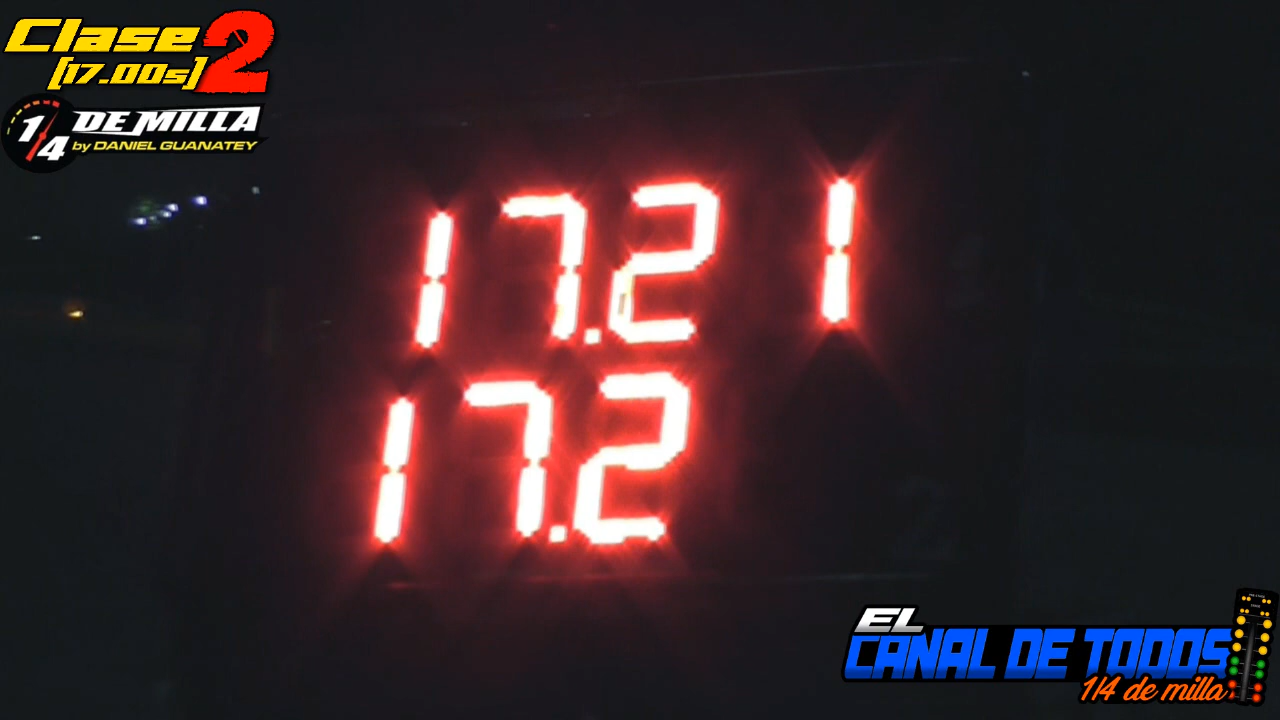 Clase 2
[17.00s]
1/4 DE MILLA
by DANIEL GUANATEY
17.2 1
17.2
EL
CANAL DE TODOS
1/4 de milla